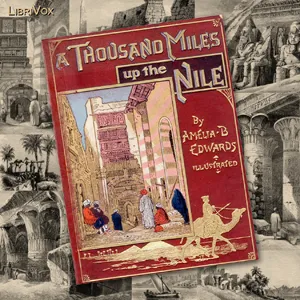 LibriVox
A THOUSAND MILES
up the
NILE
By
AMELIA·B
EDWARDS
ILLUSTRATED